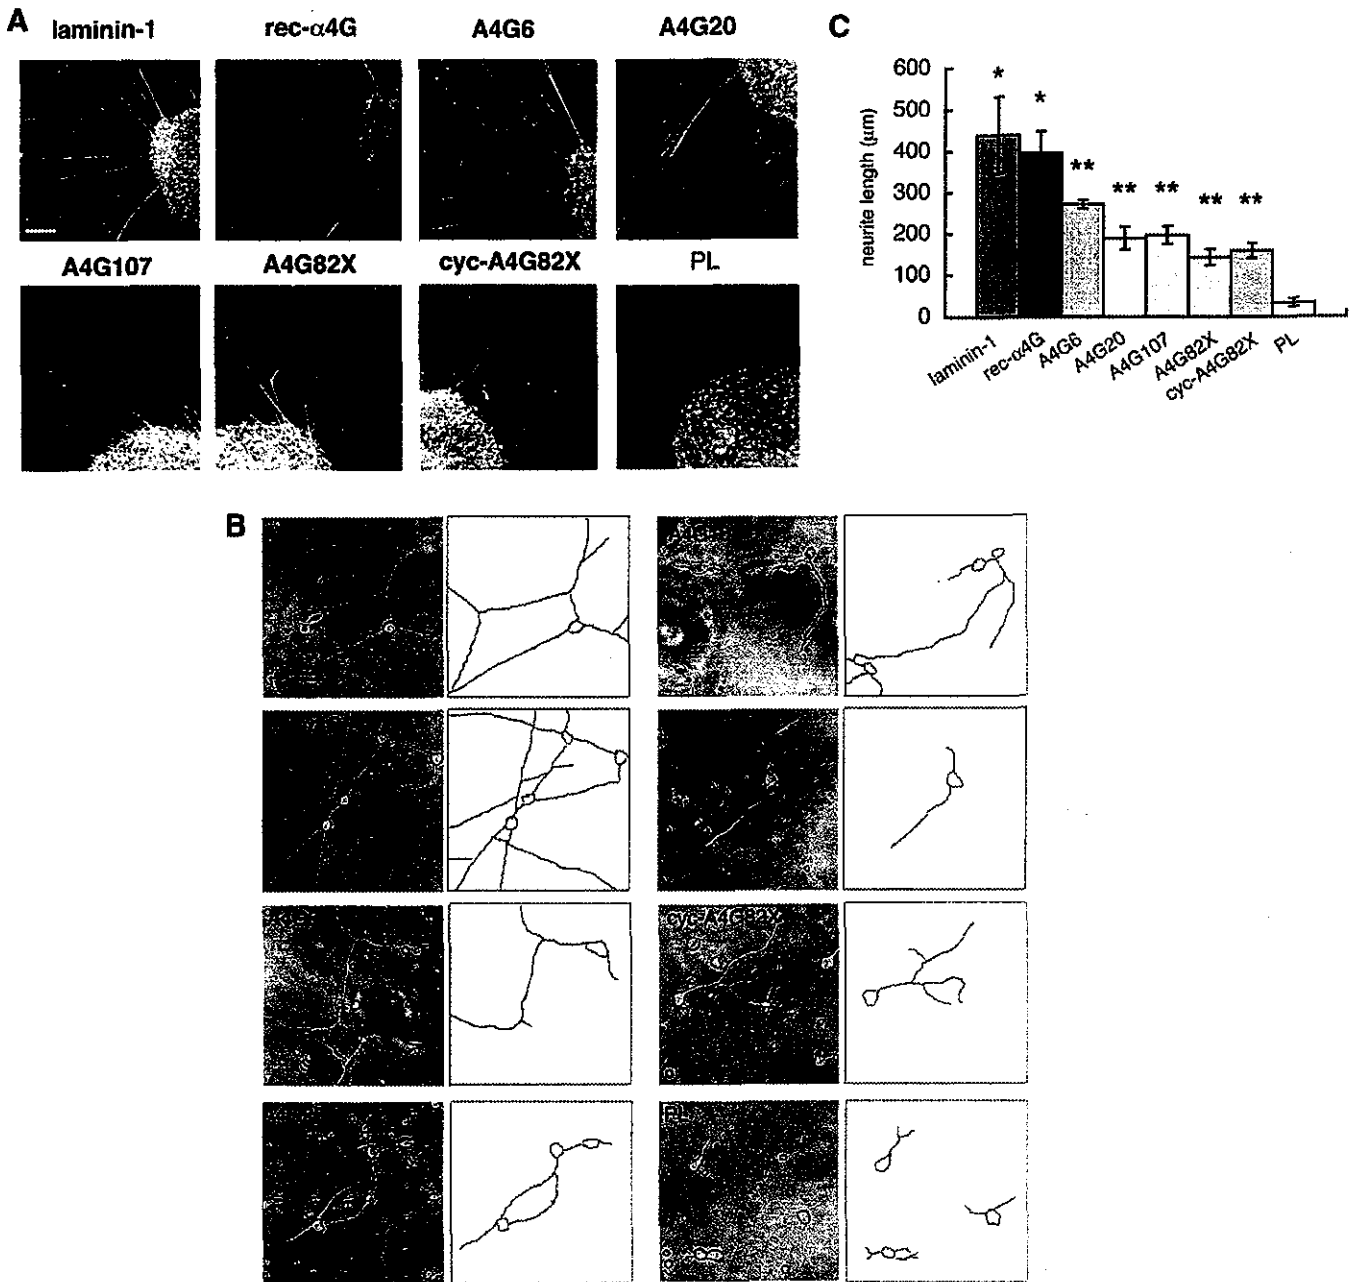 A
laminin-1 rec-α4G A4G6 A4G20
A4G107 A4G82X cyc-A4G82X PL
C
neurite length (µm)
600
500
400
300
200
100
0
* * ** ** ** ** **
laminin-1 rec-α4G A4G6 A4G20 A4G107 A4G82X cyc-A4G82X PL
B
cyc-A4G82X
PL